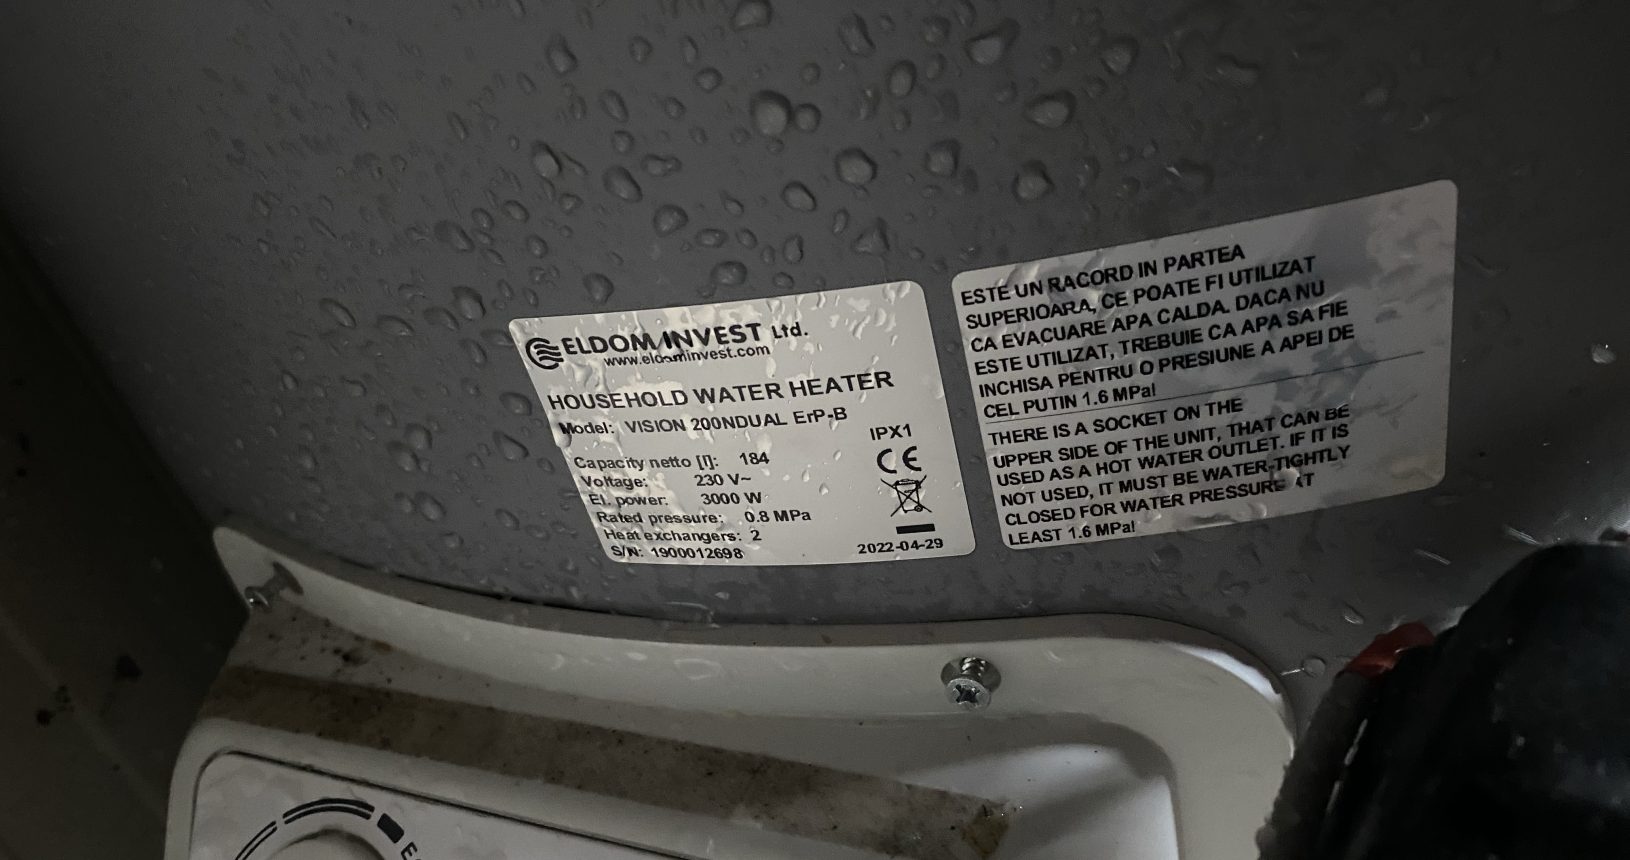 ELDOMINVEST Ltd.
www.eldominvest.com
HOUSEHOLD WATER HEATER
Model: VISION 200NDUAL ErP-B
IPX1
Capacity netto [l]: 184
Voltage: 230 V~
El. power: 3000 W
Rated pressure: 0.8 MPa
Heat exchangers: 2
S/N: 1900012698
CE
2022-04-29
ESTE UN RACORD IN PARTEA
SUPERIOARA, CE POATE FI UTILIZAT
CA EVACUARE APA CALDA. DACA NU
ESTE UTILIZAT, TREBUIE CA APA SA FIE
INCHISA PENTRU O PRESIUNE A APEI DE
CEL PUTIN 1.6 MPa!
THERE IS A SOCKET ON THE
UPPER SIDE OF THE UNIT, THAT CAN BE
USED AS A HOT WATER OUTLET. IF IT IS
NOT USED, IT MUST BE WATER-TIGHTLY
CLOSED FOR WATER PRESSURE AT
LEAST 1.6 MPa!